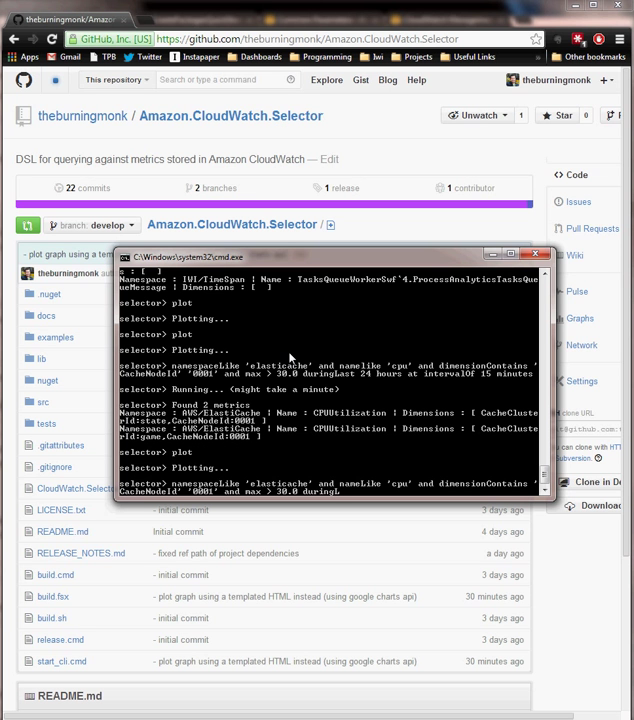 theburningmonk/Amazon.Cl
GitHub, Inc. [US] https://github.com/theburningmonk/Amazon.CloudWatch.Selector
Apps Gmail TPB Twitter Instapaper Dashboards Programming Iwi Projects Useful Links Other bookmarks
This repository Search or type a command Explore Gist Blog Help theburningmonk
theburningmonk / Amazon.CloudWatch.Selector Unwatch 1 Star 0
DSL for querying against metrics stored in Amazon CloudWatch — Edit
22 commits 2 branches 1 release 1 contributor
branch: develop Amazon.CloudWatch.Selector /
- plot graph using a te
theburningmonk
.nuget
docs
examples
lib
nuget
src
tests
.gitattributes
.gitignore
CloudWatch.Select
LICENSE.txt - initial commit 3 days ago
README.md Initial commit 4 days ago
RELEASE_NOTES.md - fixed ref path of project dependencies a day ago
build.cmd - initial commit 3 days ago
build.fsx - plot graph using a templated HTML instead (using google charts api) 30 minutes ago
build.sh - initial commit 3 days ago
release.cmd - initial commit 3 days ago
start_cli.cmd - plot graph using a templated HTML instead (using google charts api) 30 minutes ago
README.md
Code
Issues
Pull Requests
Wiki
Pulse
Graphs
Network
Settings
clone URL
You can clone with HT
Subversion.
Clone in De
Download
C:\Windows\system32\cmd.exe
s : [  ]
Namespace : IWI/TimeSpan | Name : TasksQueueWorkerSwf`4.ProcessAnalyticsTasksQue
ueMessage | Dimensions : [  ]
selector> plot
selector> Plotting...
selector> plot
selector> Plotting...
selector> namespaceLike 'elasticache' and namelike 'cpu' and dimensionContains '
CacheNodeId' '0001' and max > 30.0 duringLast 24 hours at intervalOf 15 minutes
selector> Running... (might take a minute)
selector> Found 2 metrics
Namespace : AWS/ElastiCache | Name : CPUUtilization | Dimensions : [ CacheCluste
rId:state,CacheNodeId:0001 ]
Namespace : AWS/ElastiCache | Name : CPUUtilization | Dimensions : [ CacheCluste
rId:game,CacheNodeId:0001 ]
selector> plot
selector> Plotting...
selector> namespaceLike 'elasticache' and nameLike 'cpu' and dimensionContains '
CacheNodeId' '0001' and max > 30.0 duringL